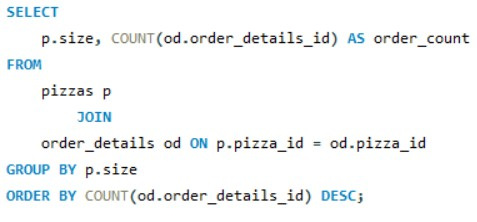 SELECT
p.size, COUNT(od.order_details_id) AS order_count
FROM
pizzas p
JOIN
order_details od ON p.pizza_id = od.pizza_id
GROUP BY p.size
ORDER BY COUNT(od.order_details_id) DESC;